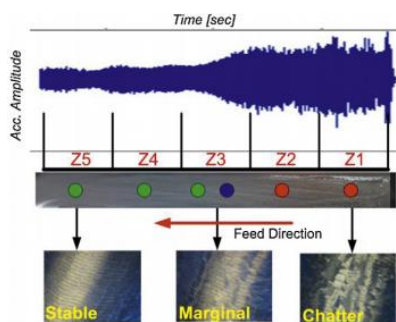 Time [sec]
Acc. Amplitude
Z5 Z4 Z3 Z2 Z1
Feed Direction
Stable Marginal Chatter